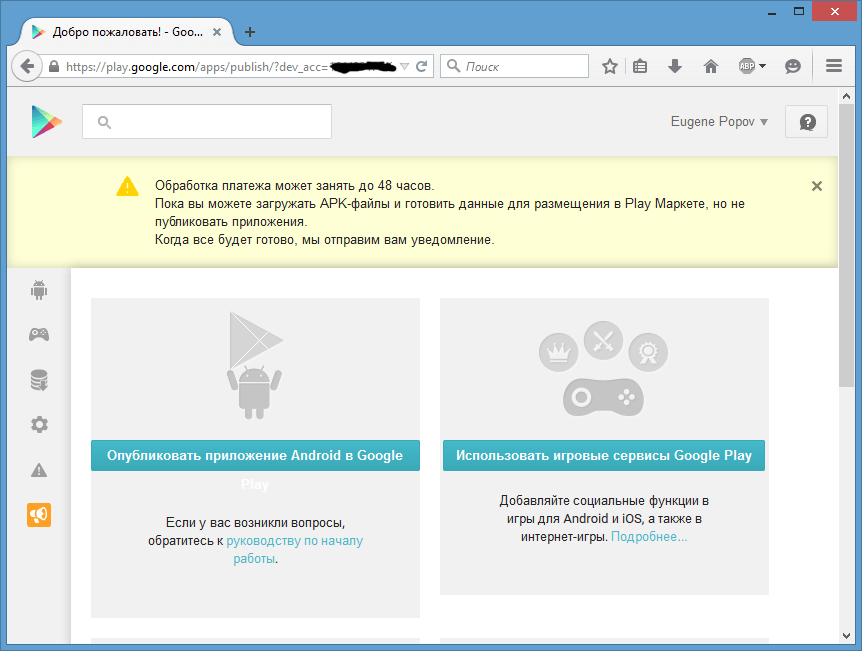 Добро пожаловать! - Goo...
https://play.google.com/apps/publish/?dev_acc=
Поиск
ABP
Eugene Popov
Обработка платежа может занять до 48 часов.
Пока вы можете загружать APK-файлы и готовить данные для размещения в Play Маркете, но не
публиковать приложения.
Когда все будет готово, мы отправим вам уведомление.
Опубликовать приложение Android в Google
Play
Если у вас возникли вопросы,
обратитесь к руководству по началу
работы.
Использовать игровые сервисы Google Play
Добавляйте социальные функции в
игры для Android и iOS, а также в
интернет-игры. Подробнее...